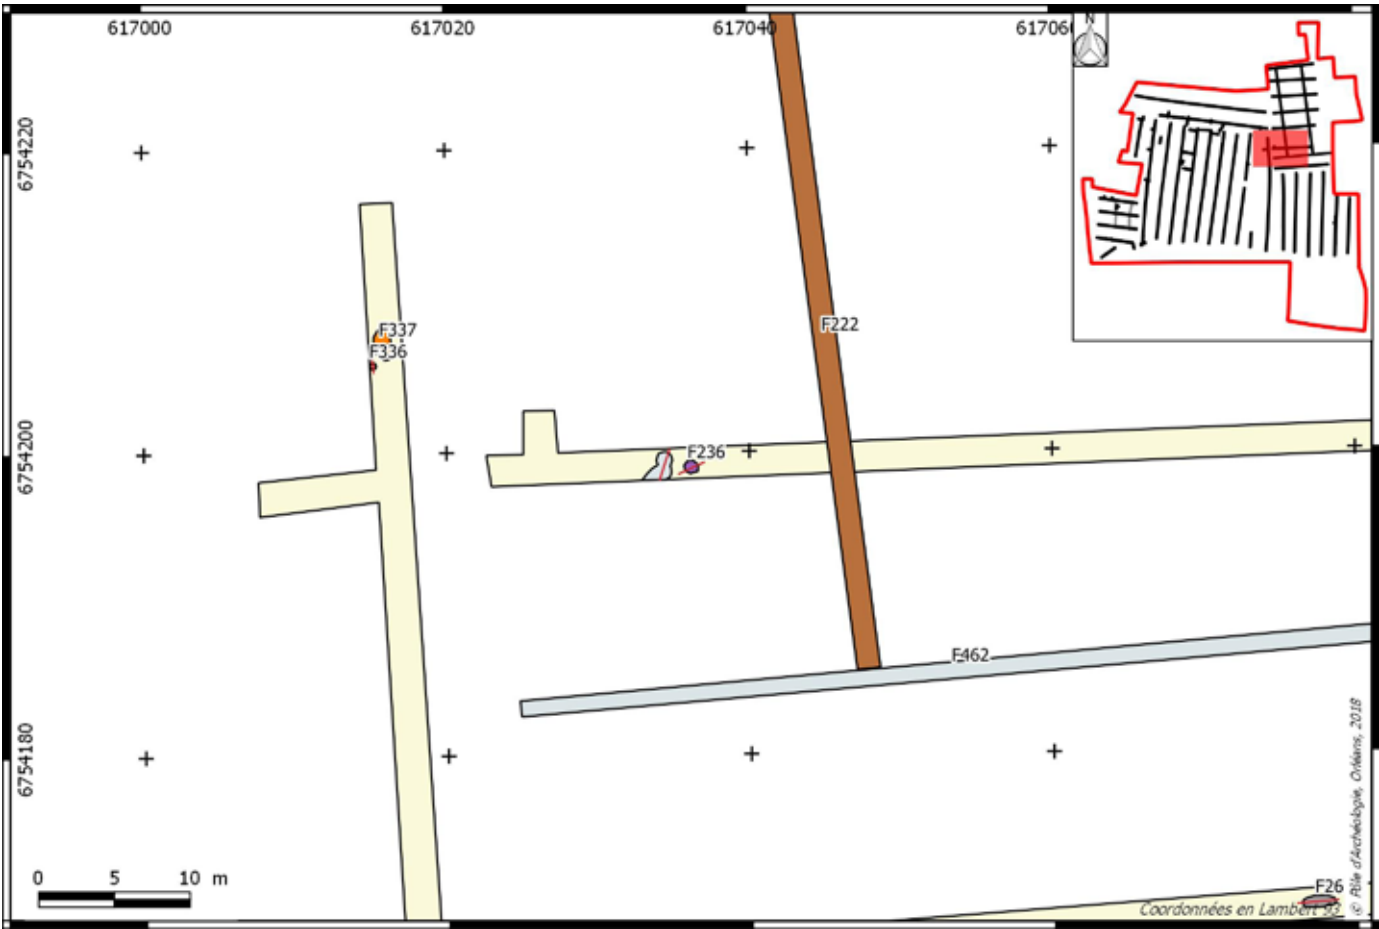 617000
617020
617040
61706
N
6754220
F222
F337
F336
6754200
F236
F462
6754180
0 5 10 m
F26
Coordonnées en Lambert 93
© Pôle d'Archéologie, Orléans, 2018